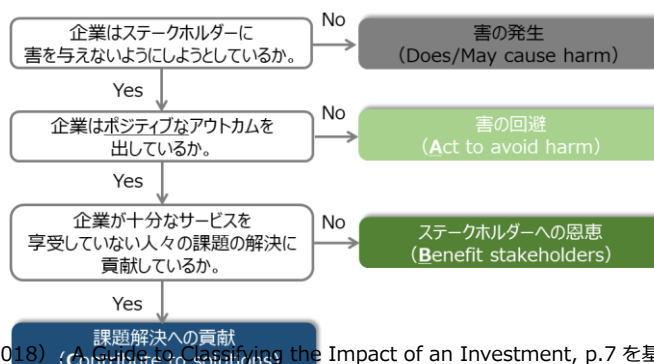 企業はステークホルダーに
害を与えないようにしようとしているか。
No
害の発生
(Does/May cause harm)
Yes
企業はポジティブなアウトカムを
出しているか。
No
害の回避
(Act to avoid harm)
Yes
企業が十分なサービスを
享受していない人々の課題の解決に
貢献しているか。
No
ステークホルダーへの恩恵
(Benefit stakeholders)
Yes
課題解決への貢献
(Contribute to solutions)
018) A Guide to Classifying the Impact of an Investment, p.7 を基